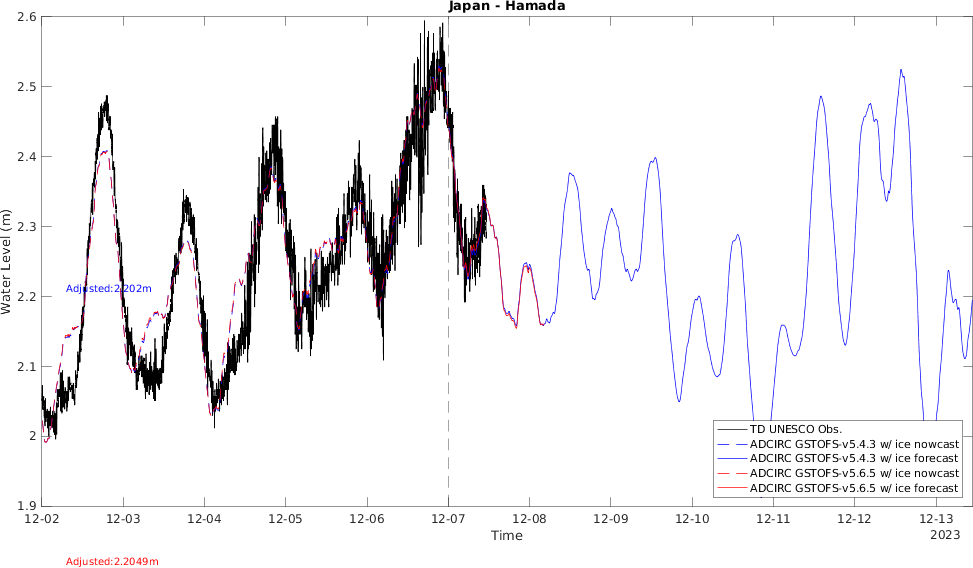 Japan - Hamada
2.6
2.5
2.4
2.3
2.2
2.1
2
1.9
Water Level (m)
Adjusted:2.202m
TD UNESCO Obs.
ADCIRC GSTOFS-v5.4.3 w/ ice nowcast
ADCIRC GSTOFS-v5.4.3 w/ ice forecast
ADCIRC GSTOFS-v5.6.5 w/ ice nowcast
ADCIRC GSTOFS-v5.6.5 w/ ice forecast
12-02 12-03 12-04 12-05 12-06 12-07 12-08 12-09 12-10 12-11 12-12 12-13
Time
2023
Adjusted:2.2049m